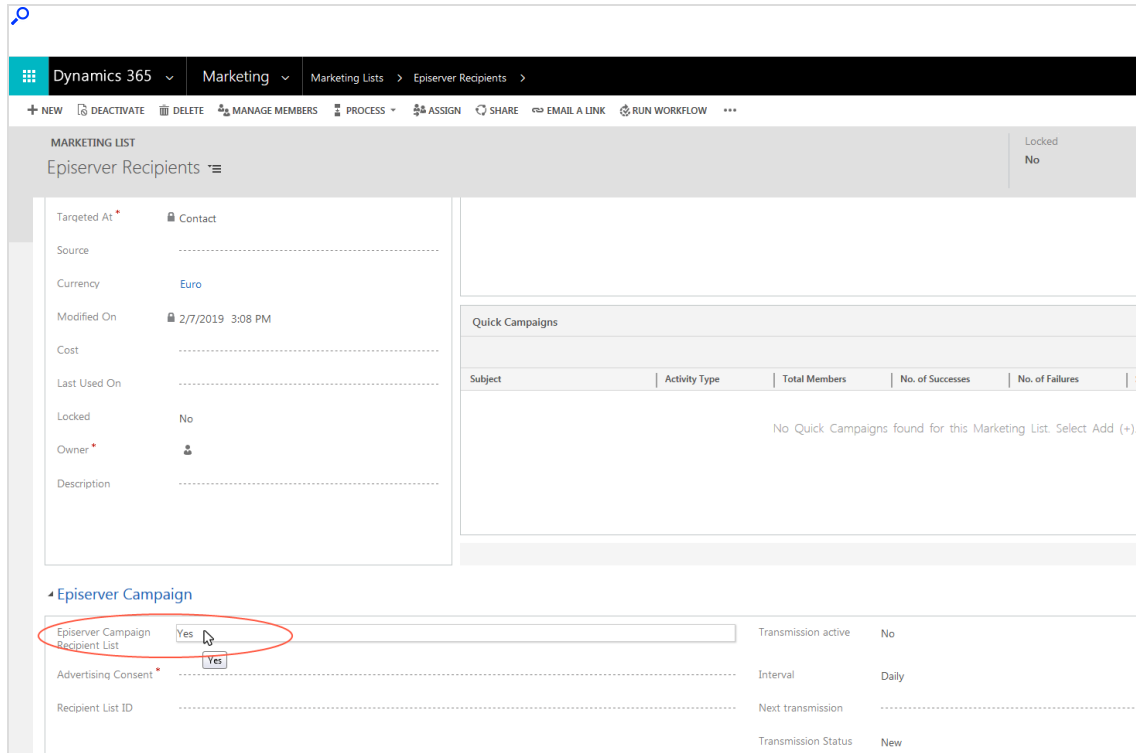 Dynamics 365 Marketing Marketing Lists > Episerver Recipients >
NEW DEACTIVATE DELETE MANAGE MEMBERS PROCESS ASSIGN SHARE EMAIL A LINK RUN WORKFLOW •••
MARKETING LIST
Episerver Recipients
Locked
No
Targeted At * Contact
Source
Currency Euro
Modified On 2/7/2019 3:08 PM
Cost
Last Used On
Locked No
Owner *
Description
Quick Campaigns
Subject Activity Type Total Members No. of Successes No. of Failures
No Quick Campaigns found for this Marketing List. Select Add (+).
Episerver Campaign
Episerver Campaign Yes
Recipient List
Yes
Advertising Consent *
Recipient List ID
Transmission active No
Interval Daily
Next transmission
Transmission Status New